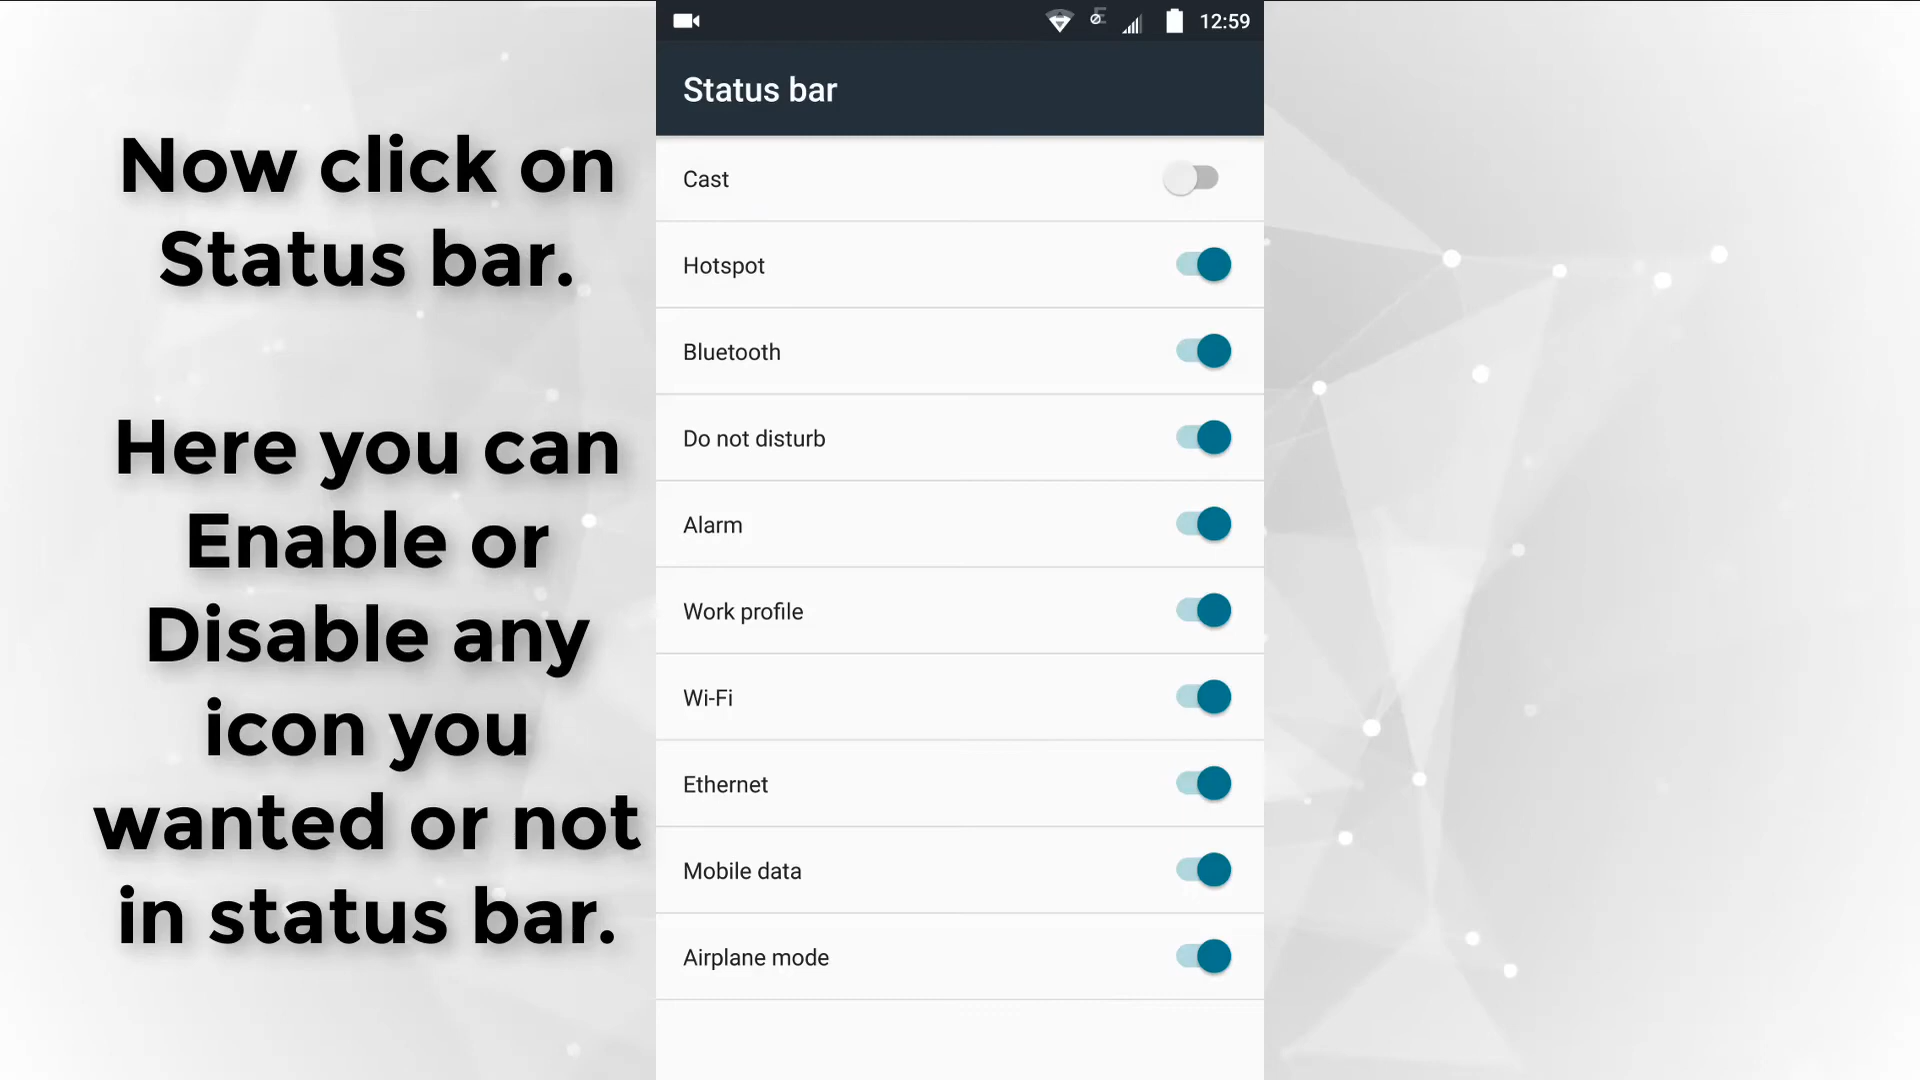 Now click on
Status bar.
Here you can
Enable or
Disable any
icon you
wanted or not
in status bar.
12:59
Status bar
Cast
Hotspot
Bluetooth
Do not disturb
Alarm
Work profile
Wi-Fi
Ethernet
Mobile data
Airplane mode